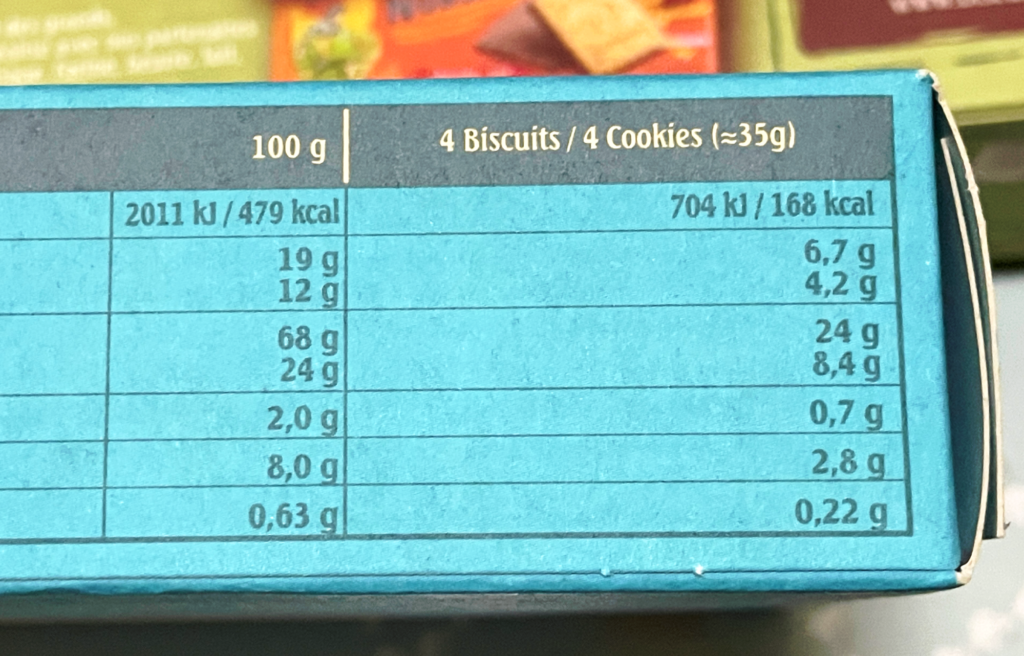 100 g 4 Biscuits / 4 Cookies (≈35g)
2011 kJ / 479 kcal 704 kJ / 168 kcal
19 g 6,7 g
12 g 4,2 g
68 g 24 g
24 g 8,4 g
2,0 g 0,7 g
8,0 g 2,8 g
0,63 g 0,22 g